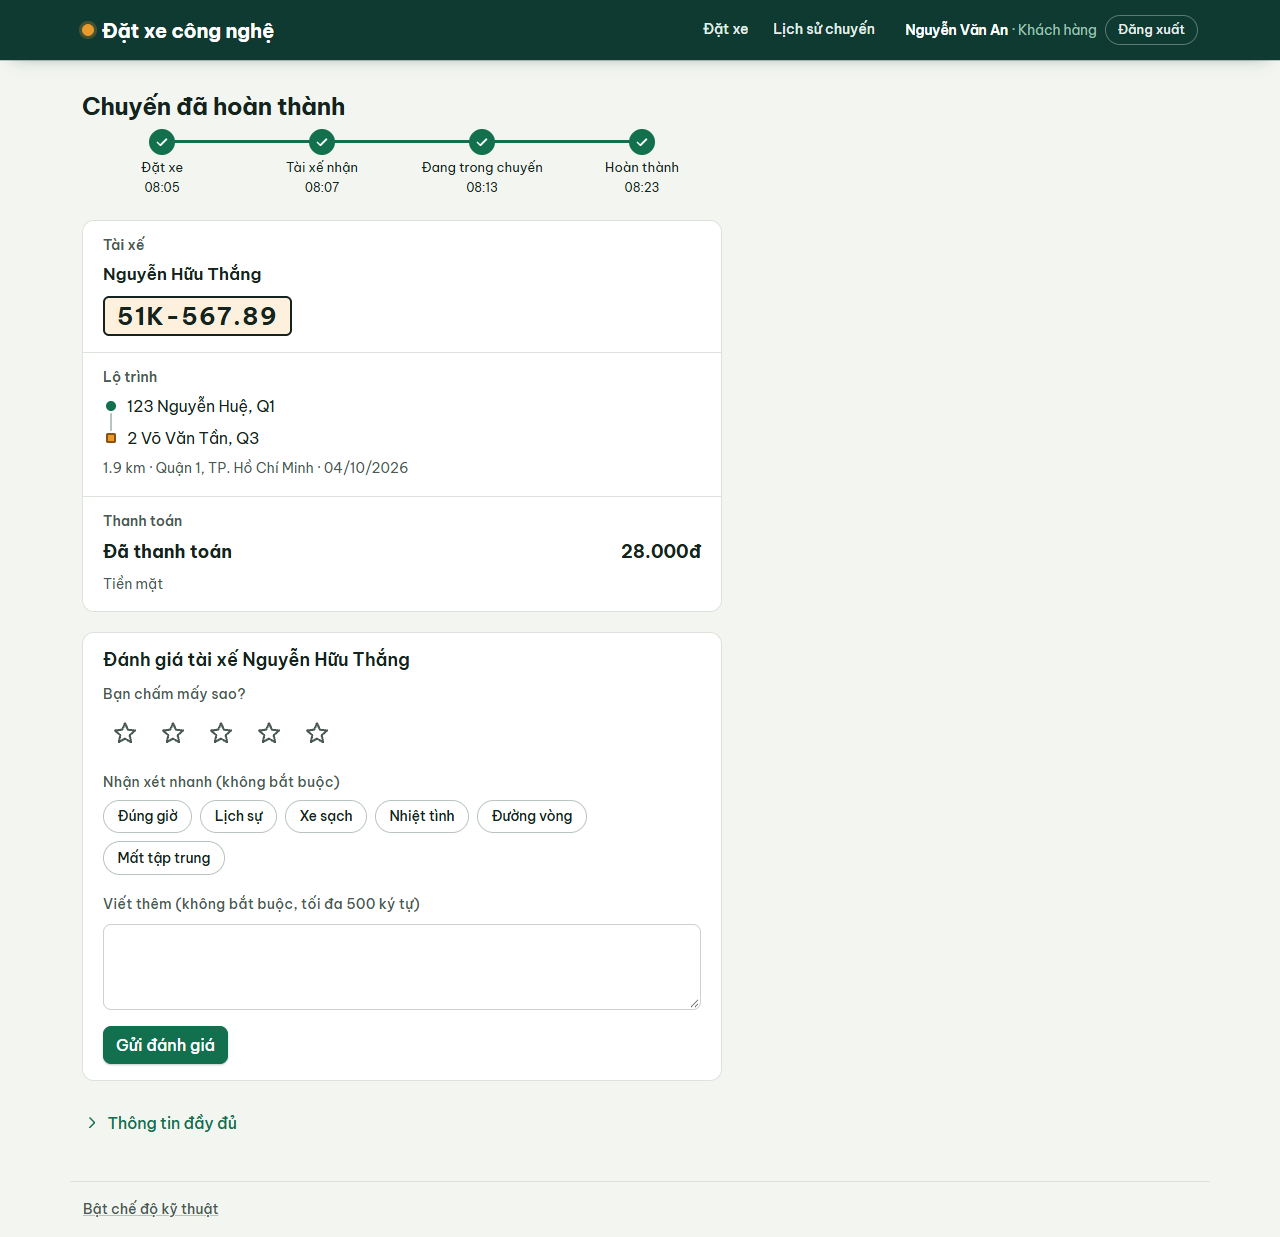 Đặt xe công nghệ
Đặt xe
Lịch sử chuyến
Nguyễn Văn An · Khách hàng
Đăng xuất
Chuyến đã hoàn thành
Đặt xe
08:05
Tài xế nhận
08:07
Đang trong chuyến
08:13
Hoàn thành
08:23
Tài xế
Nguyễn Hữu Thắng
51K-567.89
Lộ trình
123 Nguyễn Huệ, Q1
2 Võ Văn Tần, Q3
1.9 km · Quận 1, TP. Hồ Chí Minh · 04/10/2026
Thanh toán
Đã thanh toán
28.000đ
Tiền mặt
Đánh giá tài xế Nguyễn Hữu Thắng
Bạn chấm mấy sao?
Nhận xét nhanh (không bắt buộc)
Đúng giờ
Lịch sự
Xe sạch
Nhiệt tình
Đường vòng
Mất tập trung
Viết thêm (không bắt buộc, tối đa 500 ký tự)
Gửi đánh giá
Thông tin đầy đủ
Bật chế độ kỹ thuật